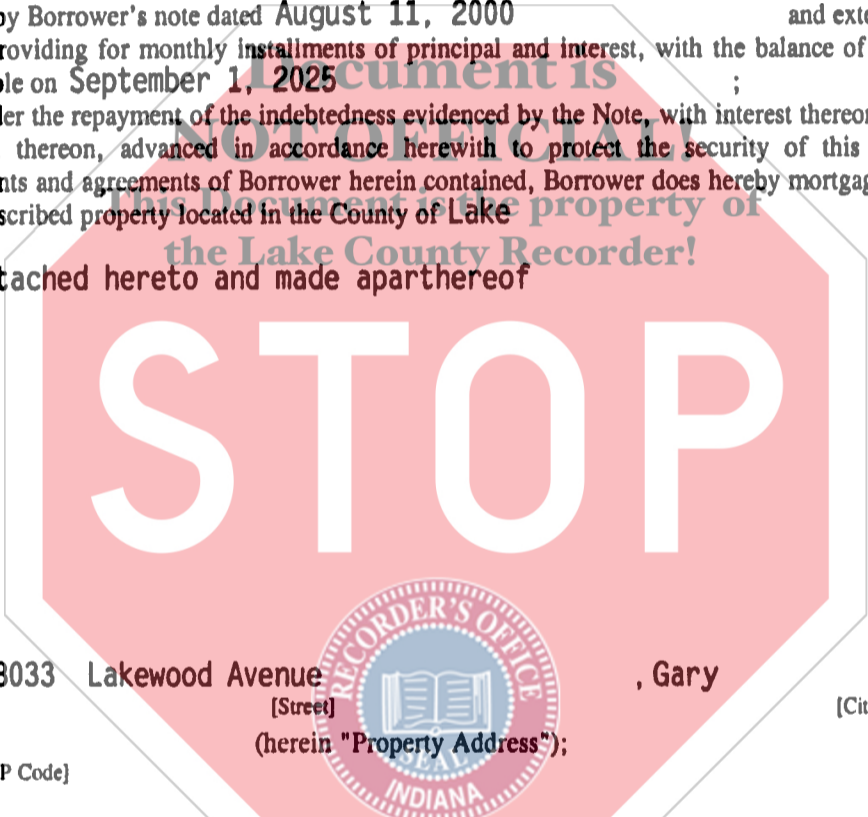 by Borrower's note dated August 11, 2000 and exte
roviding for monthly installments of principal and interest, with the balance of
le on September 1, 2025 ;
er the repayment of the indebtedness evidenced by the Note, with interest thereon
thereon, advanced in accordance herewith to protect the security of this
nts and agreements of Borrower herein contained, Borrower does hereby mortgag
scribed property located in the County of Lake
tached hereto and made apart hereof
Document is
NOT OFFICIAL!
This Document is the property of
the Lake County Recorder!
STOP
3033 Lakewood Avenue , Gary
[Street] [Cit
(herein "Property Address");
P Code]
RECORDER'S OFFICE
SEAL
INDIANA